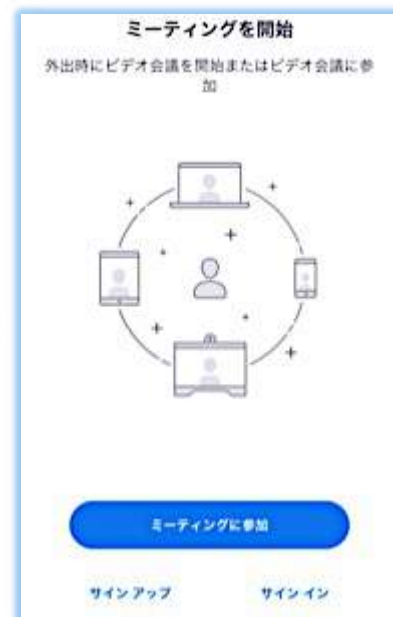 ミーティングを開始
外出時にビデオ会議を開始またはビデオ会議に参
加
ミーティングに参加
サイン アップ
サイン イン